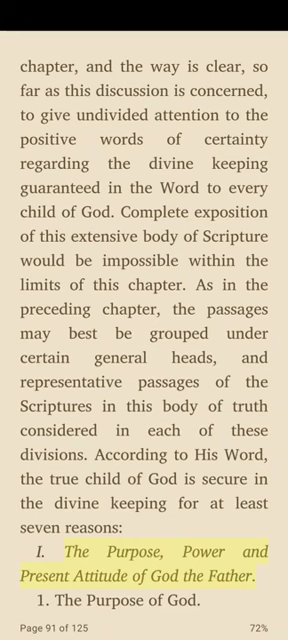 chapter, and the way is clear, so
far as this discussion is concerned,
to give undivided attention to the
positive words of certainty
regarding the divine keeping
guaranteed in the Word to every
child of God. Complete exposition
of this extensive body of Scripture
would be impossible within the
limits of this chapter. As in the
preceding chapter, the passages
may best be grouped under
certain general heads, and
representative passages of the
Scriptures in this body of truth
considered in each of these
divisions. According to His Word,
the true child of God is secure in
the divine keeping for at least
seven reasons:
I. The Purpose, Power and
Present Attitude of God the Father.
1. The Purpose of God.
Page 91 of 125 72%